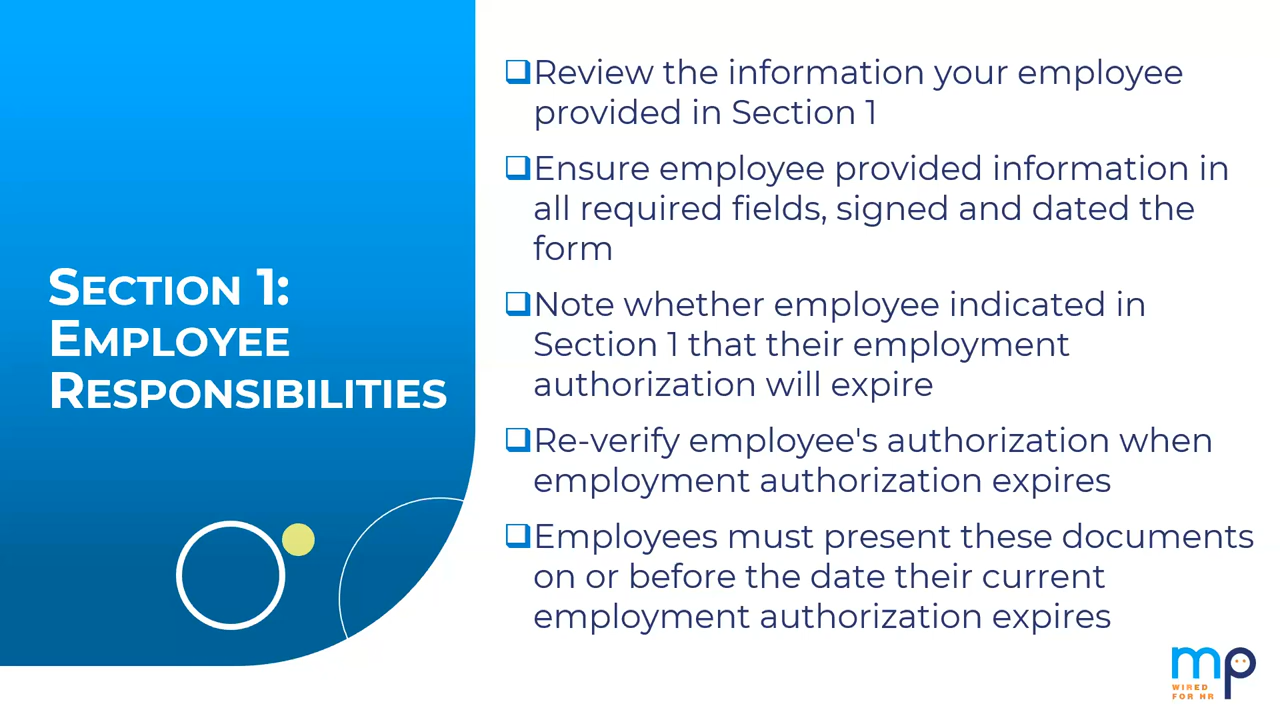 SECTION 1:
EMPLOYEE
RESPONSIBILITIES
Review the information your employee
provided in Section 1
Ensure employee provided information in
all required fields, signed and dated the
form
Note whether employee indicated in
Section 1 that their employment
authorization will expire
Re-verify employee's authorization when
employment authorization expires
Employees must present these documents
on or before the date their current
employment authorization expires
mp
WIRED
FOR HR